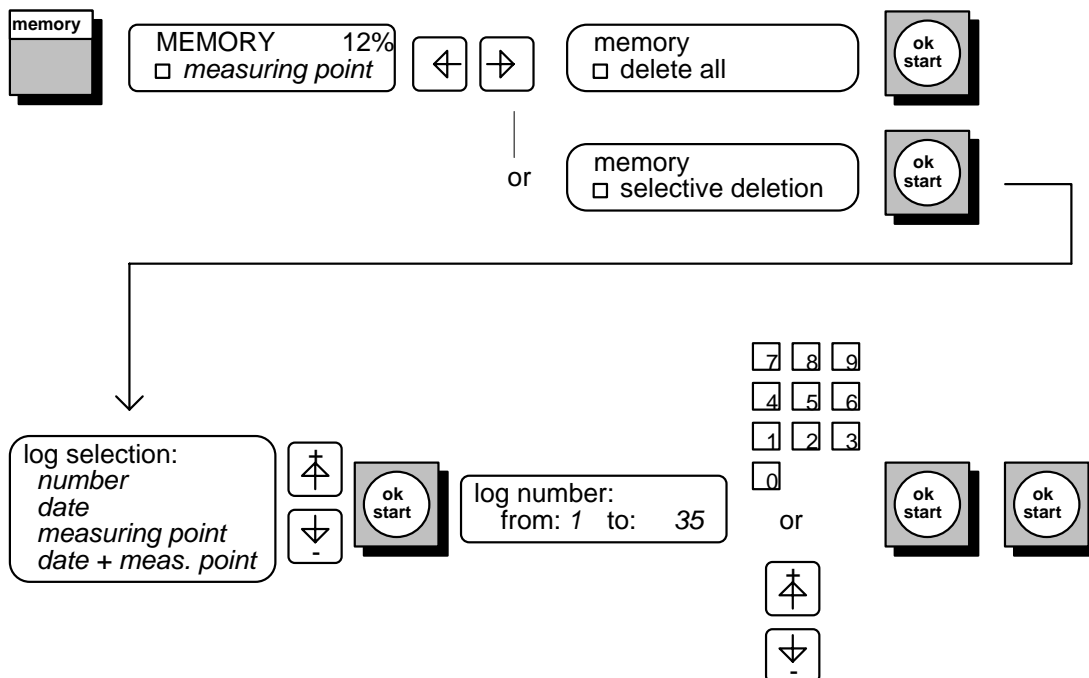 memory
MEMORY 12%
measuring point
memory
delete all
ok
start
or
memory
selective deletion
ok
start
7 8 9
4 5 6
1 2 3
0
log selection:
number
date
measuring point
date + meas. point
+
-
ok
start
log number:
from: 1 to: 35
or
+
-
ok
start
ok
start